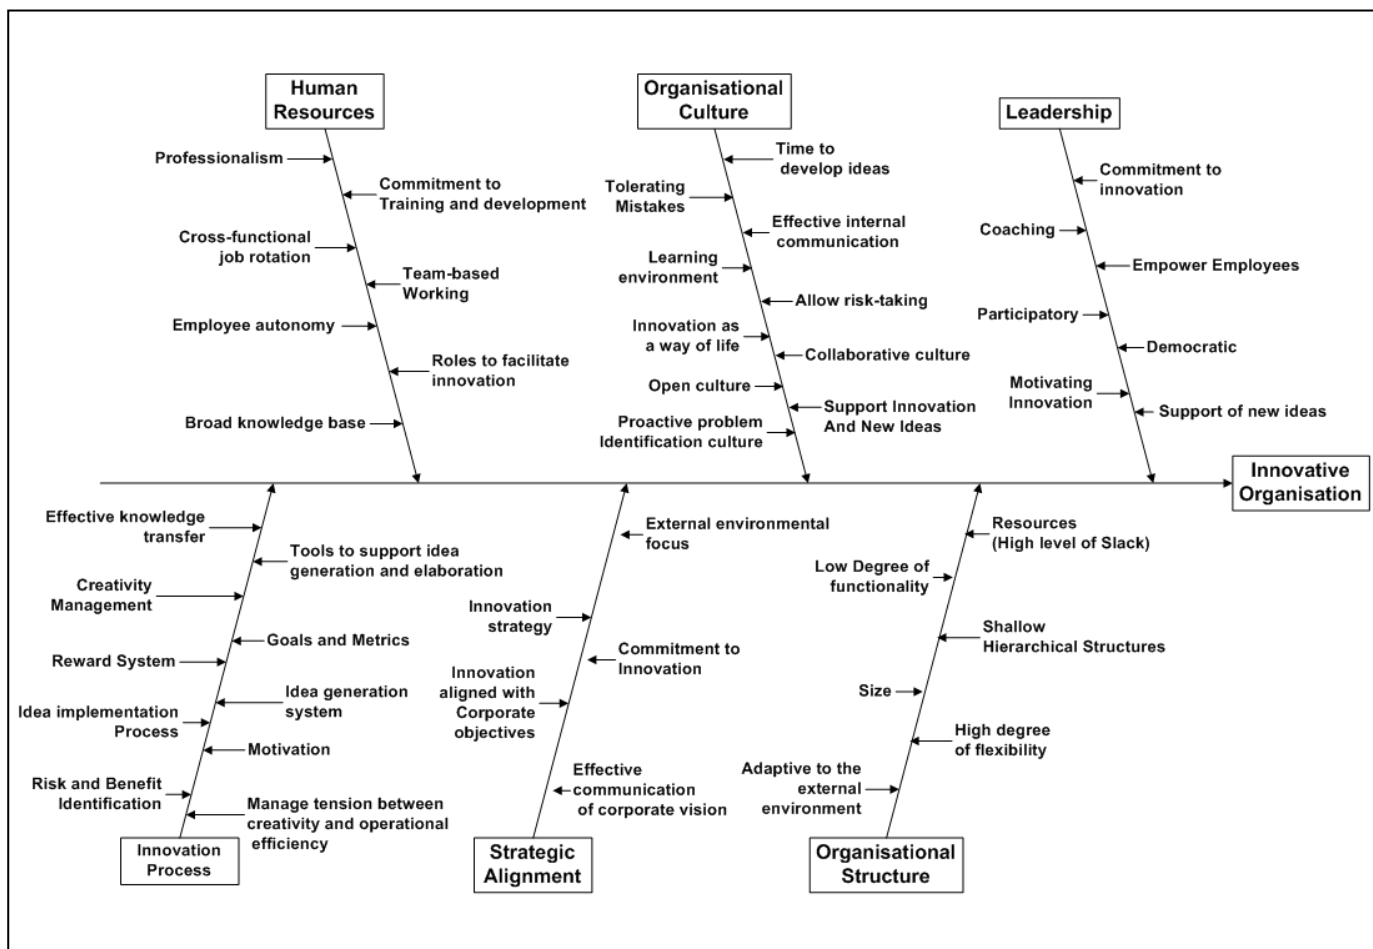 Human
Resources
Professionalism
Commitment to
Training and development
Cross-functional
job rotation
Team-based
Working
Employee autonomy
Roles to facilitate
innovation
Broad knowledge base
Organisational
Culture
Time to
develop ideas
Tolerating
Mistakes
Effective internal
communication
Learning
environment
Allow risk-taking
Innovation as
a way of life
Collaborative culture
Open culture
Support Innovation
And New Ideas
Proactive problem
Identification culture
Leadership
Commitment to
innovation
Coaching
Empower Employees
Participatory
Democratic
Motivating
Innovation
Support of new ideas
Innovative
Organisation
Effective knowledge
transfer
Tools to support idea
generation and elaboration
Creativity
Management
Goals and Metrics
Reward System
Idea generation
system
Idea implementation
Process
Motivation
Risk and Benefit
Identification
Manage tension between
creativity and operational
efficiency
Innovation
Process
External environmental
focus
Innovation
strategy
Commitment to
Innovation
Innovation
aligned with
Corporate
objectives
Effective
communication
of corporate vision
Strategic
Alignment
Resources
(High level of Slack)
Low Degree of
functionality
Shallow
Hierarchical Structures
Size
High degree
of flexibility
Adaptive to the
external
environment
Organisational
Structure